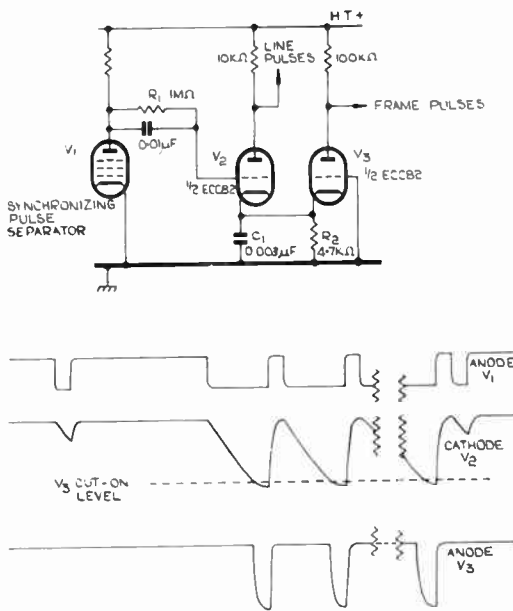 HT+
10KΩ
LINE
PULSES
100KΩ
R1 1MΩ
FRAME PULSES
0·01μF
V1
V2
V3
1/2 ECC82
1/2 ECC82
SYNCHRONIZING
PULSE
SEPARATOR
C1
0·003μF
R2
4·7KΩ
ANODE
V1
CATHODE
V2
V3 CUT-ON
LEVEL
ANODE
V3